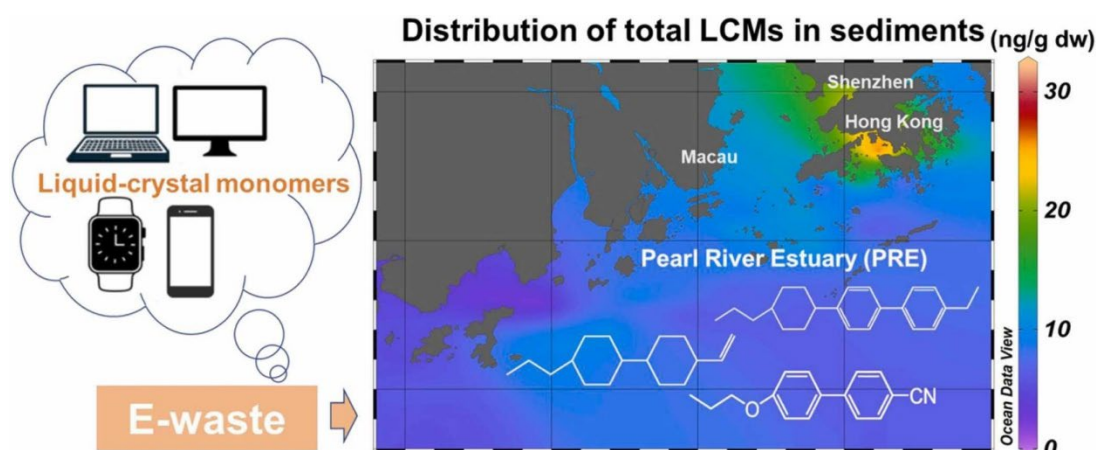 Distribution of total LCMs in sediments (ng/g dw)
Liquid-crystal monomers
E-waste
Shenzhen
Hong Kong
Macau
Pearl River Estuary (PRE)
O
CN
Ocean Data View
30
20
10
0